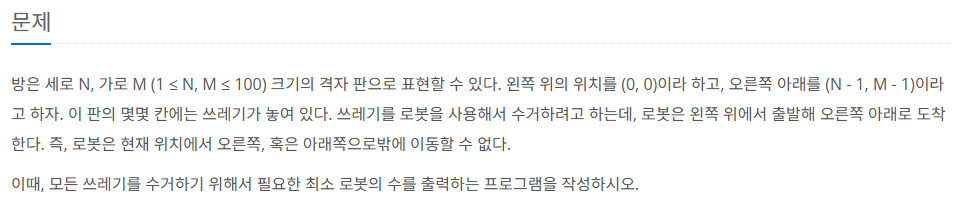 문제
방은 세로 N, 가로 M (1 ≤ N, M ≤ 100) 크기의 격자 판으로 표현할 수 있다. 왼쪽 위의 위치를 (0, 0)이라 하고, 오른쪽 아래를 (N - 1, M - 1)이라
고 하자. 이 판의 몇몇 칸에는 쓰레기가 놓여 있다. 쓰레기를 로봇을 사용해서 수거하려고 하는데, 로봇은 왼쪽 위에서 출발해 오른쪽 아래로 도착
한다. 즉, 로봇은 현재 위치에서 오른쪽, 혹은 아래쪽으로밖에 이동할 수 없다.
이때, 모든 쓰레기를 수거하기 위해서 필요한 최소 로봇의 수를 출력하는 프로그램을 작성하시오.